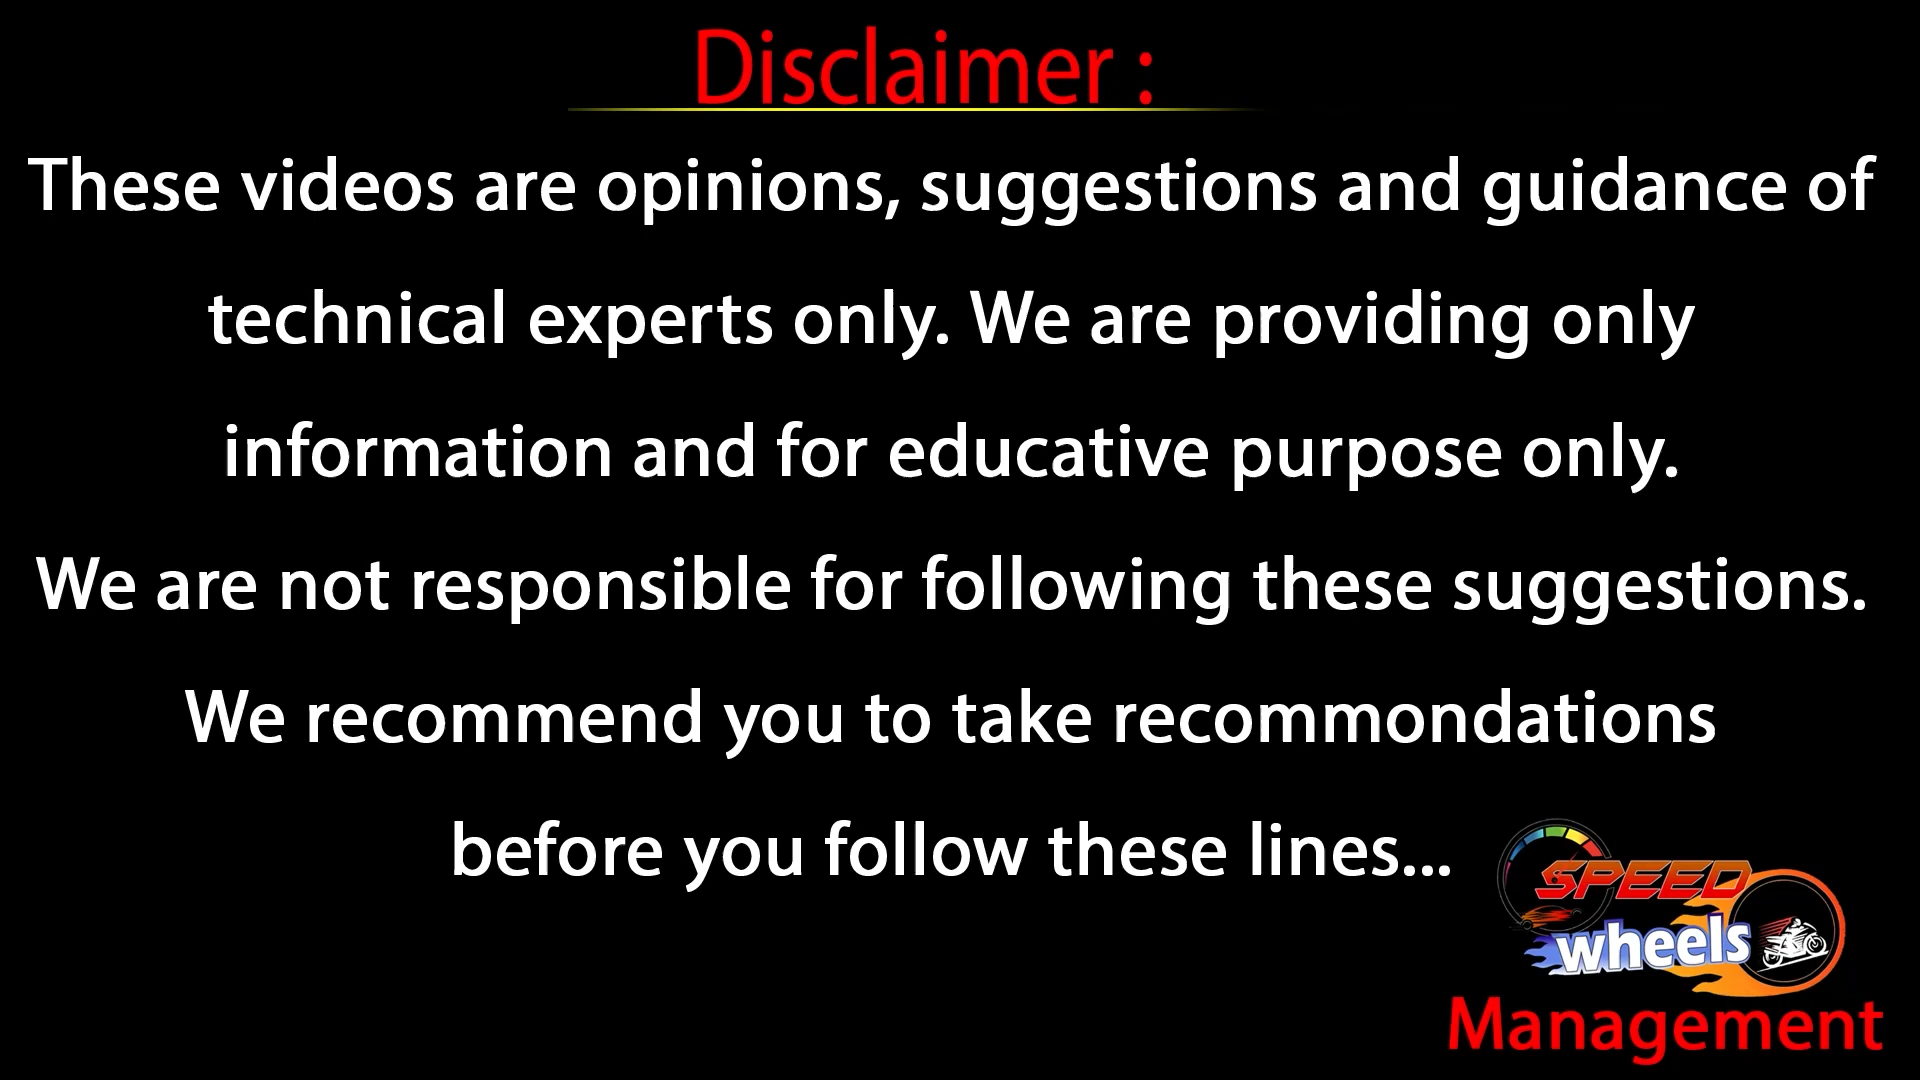 Disclaimer :
These videos are opinions, suggestions and guidance of
technical experts only. We are providing only
information and for educative purpose only.
We are not responsible for following these suggestions.
We recommend you to take recommondations
before you follow these lines...
SPEED
wheels
Management